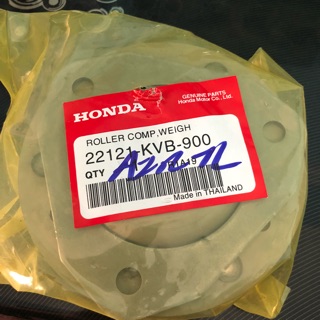 HONDA
GENUINE PARTS
Honda Motor Co., Ltd.
ROLLER COMP,WEIGH
22121-KVB-900
QTY
Made in THAILAND